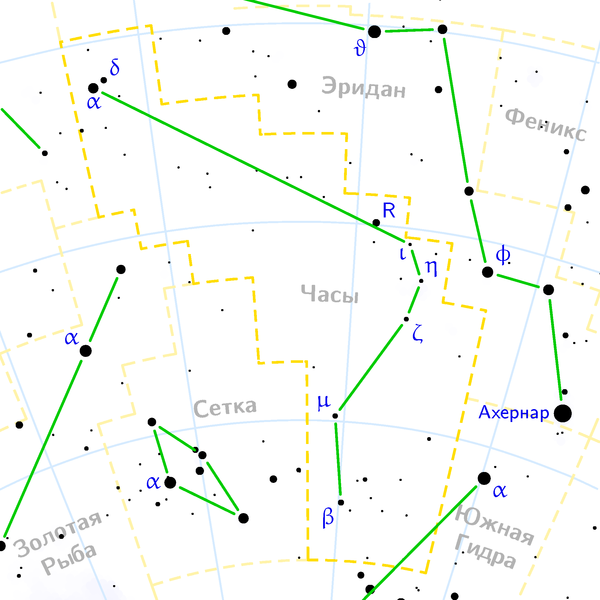 ϑ
δ
α
Эридан
Феникс
R
ι
ϕ
η
Часы
ζ
α
μ
Сетка
Ахернар
α
α
β
Золотая
Рыба
Южная
Гидра